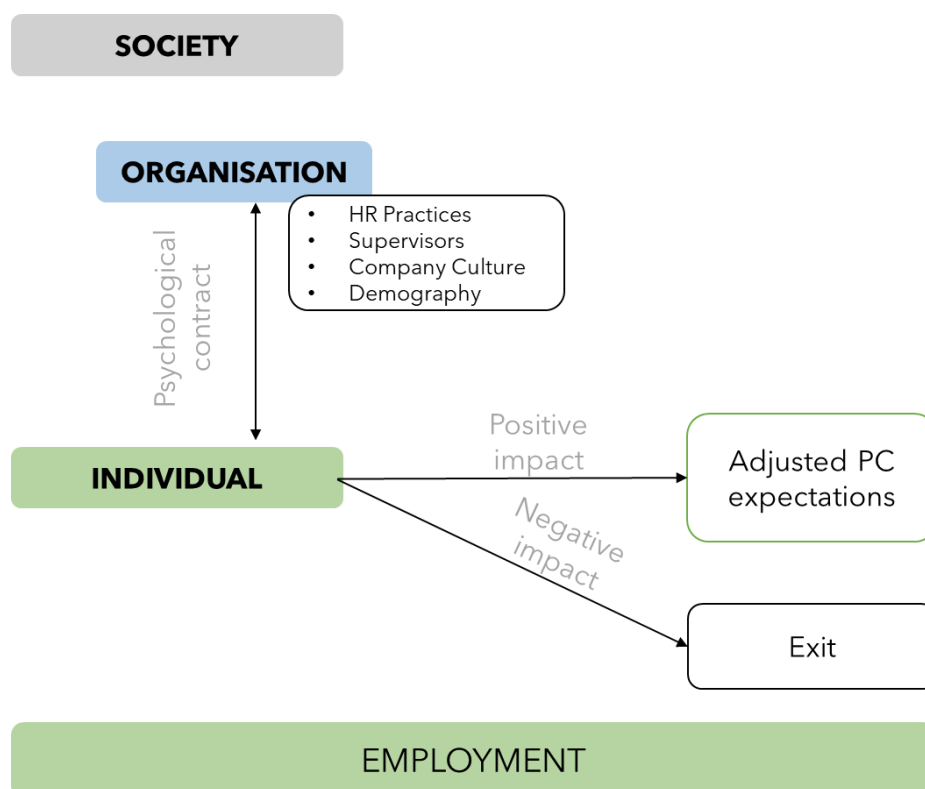 SOCIETY
ORGANISATION
• HR Practices
• Supervisors
• Company Culture
• Demography
Psychological
contract
INDIVIDUAL
Positive
impact
Negative
impact
Adjusted PC
expectations
Exit
EMPLOYMENT